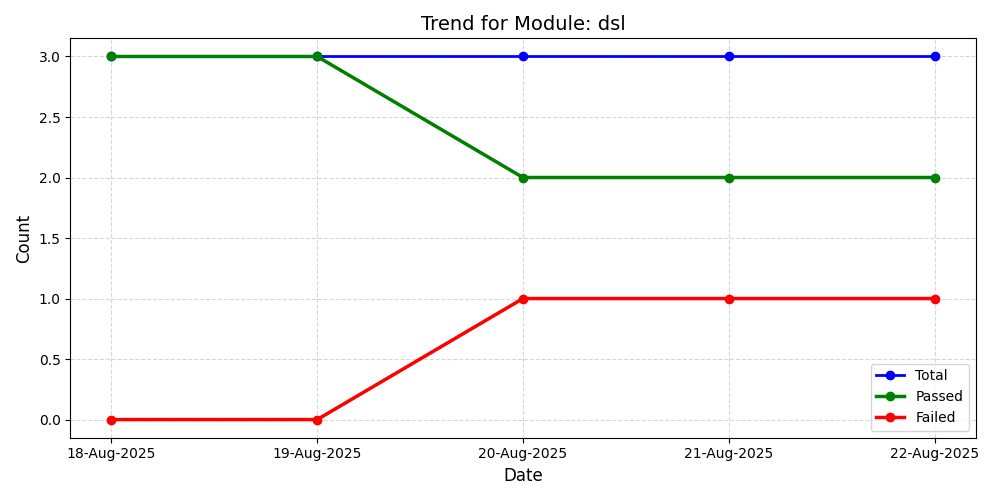 Trend for Module: dsl
Count
3.0
2.5
2.0
1.5
1.0
0.5
0.0
Total
Passed
Failed
18-Aug-2025 19-Aug-2025 20-Aug-2025 21-Aug-2025 22-Aug-2025
Date